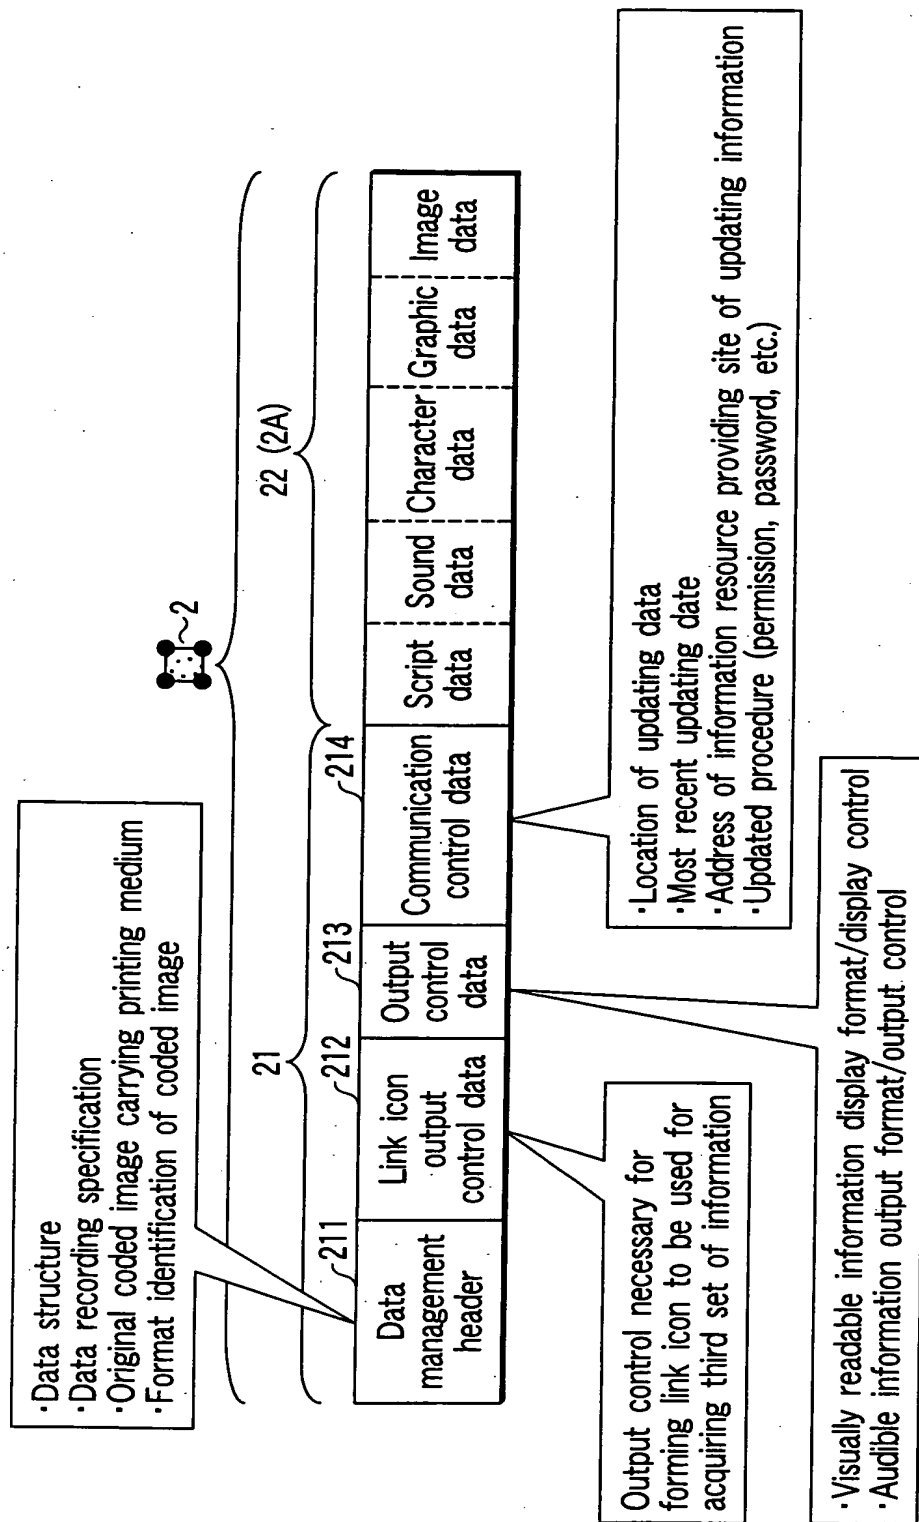 ·Data structure
·Data recording specification
·Original coded image carrying printing medium
·Format identification of coded image
2
21
22 (2A)
211
212
213
214
Data
management
header
Link icon
output
control data
Output
control
data
Communication
control data
Script
data
Sound
data
Character
data
Graphic
data
Image
data
Output control necessary for
forming link icon to be used for
acquiring third set of information
·Visually readable information display format/display control
·Audible information output format/output control
·Location of updating data
·Most recent updating date
·Address of information resource providing site of updating information
·Updated procedure (permission, password, etc.)